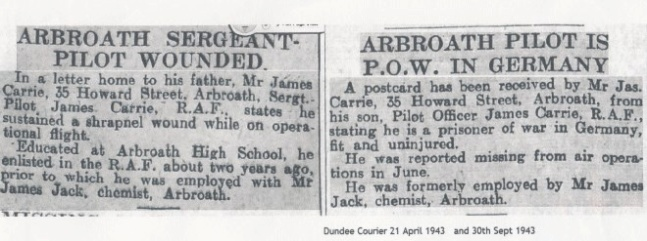 ARBROATH SERGEANT-
PILOT WOUNDED.
In a letter home to his father, Mr James
Carrie, 35 Howard Street, Arbroath, Sergt.-
Pilot James Carrie, R.A.F., states he
sustained a shrapnel wound while on opera-
tional flight.
Educated at Arbroath High School, he
enlisted in the R.A.F. about two years ago,
prior to which he was employed with Mr
James Jack, chemist, Arbroath.
ARBROATH PILOT IS
P.O.W. IN GERMANY
A postcard has been received by Mr Jas.
Carrie, 35 Howard Street, Arbroath, from
his son, Pilot Officer James Carrie, R.A.F.,
stating he is a prisoner of war in Germany,
fit and uninjured.
He was reported missing from air opera-
tions in June.
He was formerly employed by Mr James
Jack, chemist, Arbroath.
Dundee Courier 21 April 1943 and 30th Sept 1943